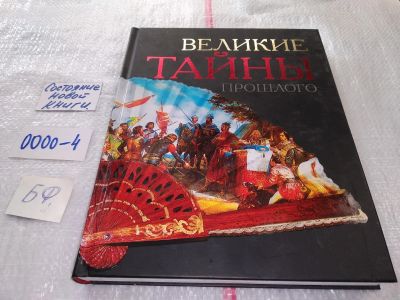 ВЕЛИКИЕ
ТАЙНЫ
ПРОШЛОГО
Состояние
новой
книги.
0000-4
БФ.